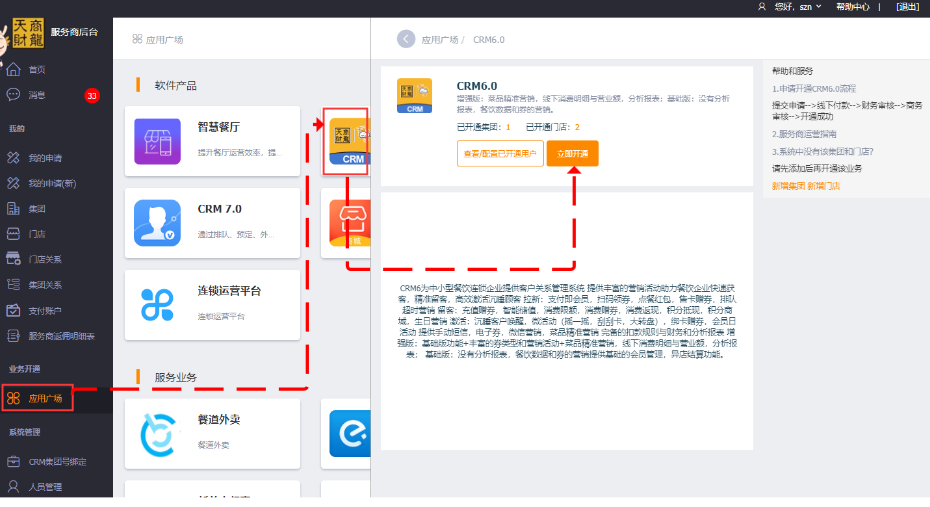 您好，szn
帮助中心
|
[退出]
天財
商龍
服务商后台
首页
消息
33
我的
我的申请
我的申请(新)
集团
门店
门店关系
集团关系
支付账户
服务商返佣明细表
业务开通
应用广场
系统管理
CRM集团号绑定
人员管理
应用广场
软件产品
智慧餐厅
提升餐厅运营效率，提...
CRM
CRM 7.0
通过排队、预定、外...
连锁运营平台
连锁运营平台
服务业务
餐道外卖
餐道外卖
应用广场 / CRM6.0
CRM
CRM6.0
增强版：菜品精准营销，线下消费明细与营业额，分析报表；基础版：没有分析
报表、餐饮数据和券的营销。
已开通集团：1 已开通门店：2
查看/配置已开通用户
立即开通
CRM6为中小型餐饮连锁企业提供客户关系管理系统 提供丰富的营销活动助力餐饮企业快速获
客，精准留客，高效激活沉睡顾客 拉新：支付即会员，扫码领券，点餐红包，售卡赠券，排队
超时营销 留客：充值赠券，智能储值，消费限额，消费赠券，消费返现，积分抵现，积分商
城，生日营销 激活：沉睡客户唤醒，微活动（摇一摇，刮刮卡，大转盘），绑卡赠券，会员日
活动 提供手动短信，电子券，微信营销，菜品精准营销 完备的扣款规则与财务和分析报表 增
强版：基础版功能+丰富的券类型和营销活动+菜品精准营销，线下消费明细与营业额，分析报
表； 基础版：没有分析报表，餐饮数据和券的营销提供基础的会员管理，异店结算功能。
帮助和服务
1.申请开通CRM6.0流程
提交申请-->线下付款-->财务审核-->商务
审核-->开通成功
2.服务商运营指南
3.系统中没有该集团和门店？
请先添加后再开通该业务
新增集团 新增门店